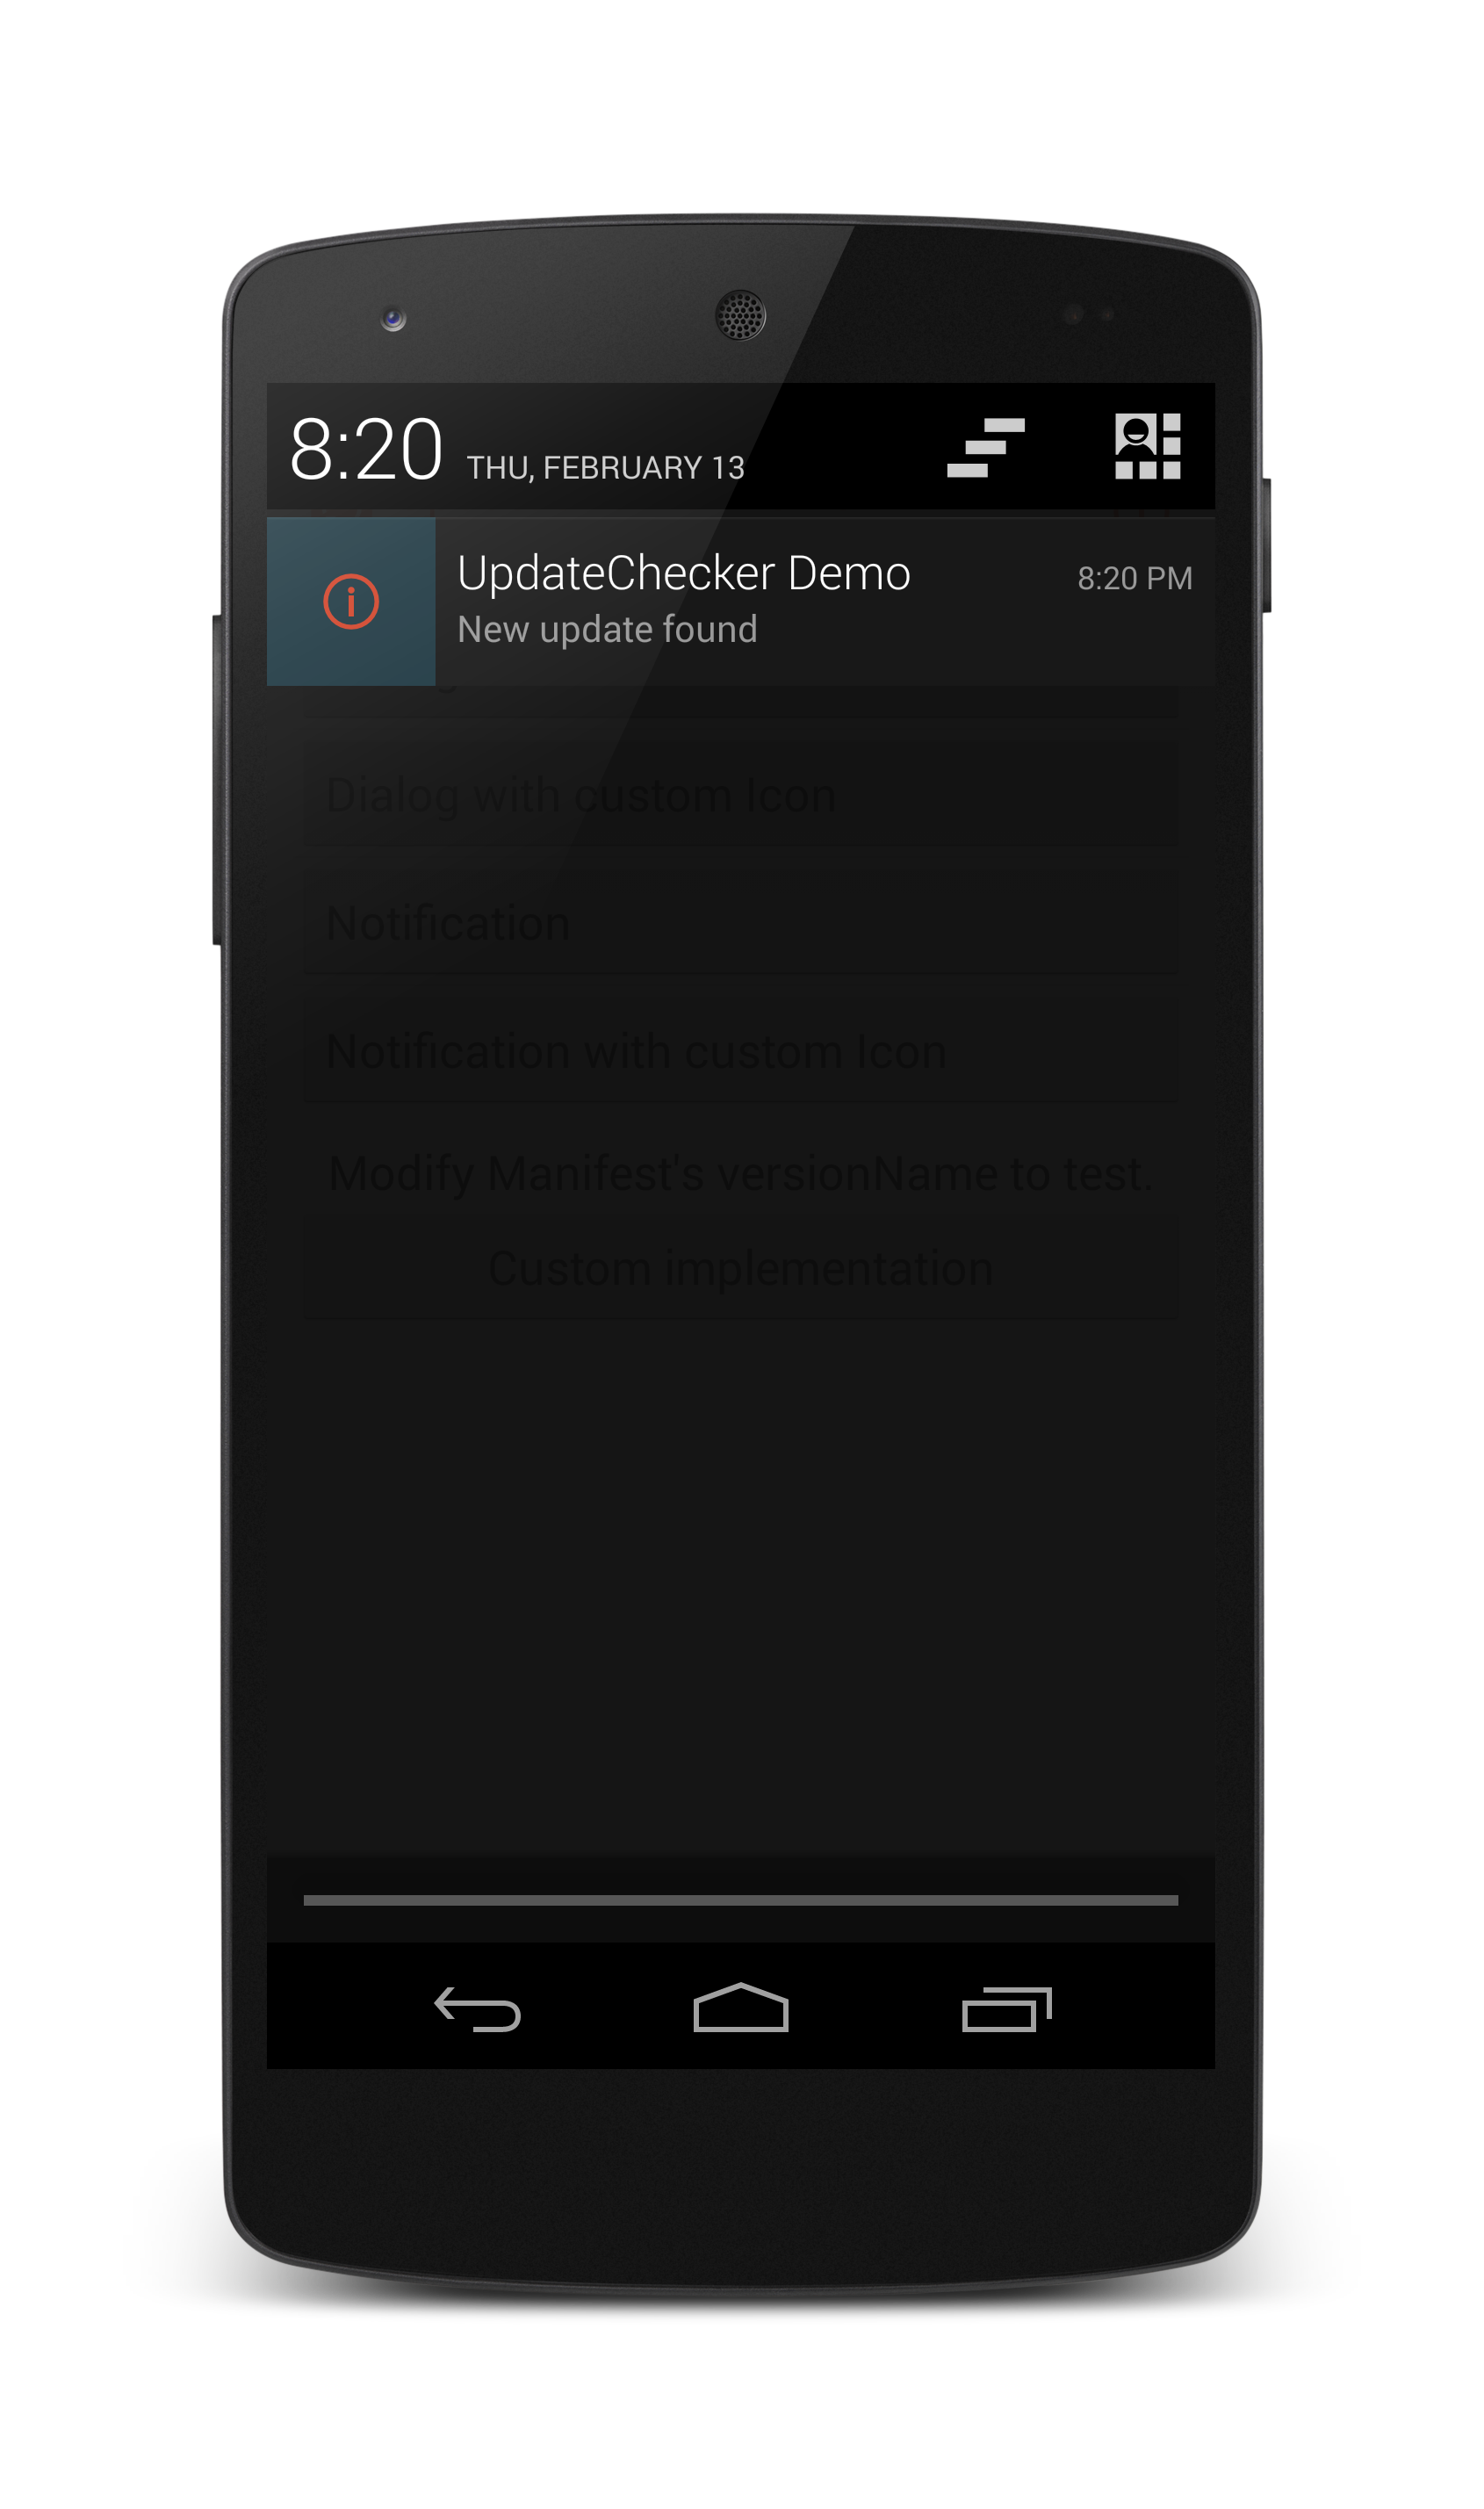 8:20 THU, FEBRUARY 13
UpdateChecker Demo 8:20 PM
New update found
Dialog with custom Icon
Notification
Notification with custom Icon
Modify Manifest's versionName to test.
Custom implementation